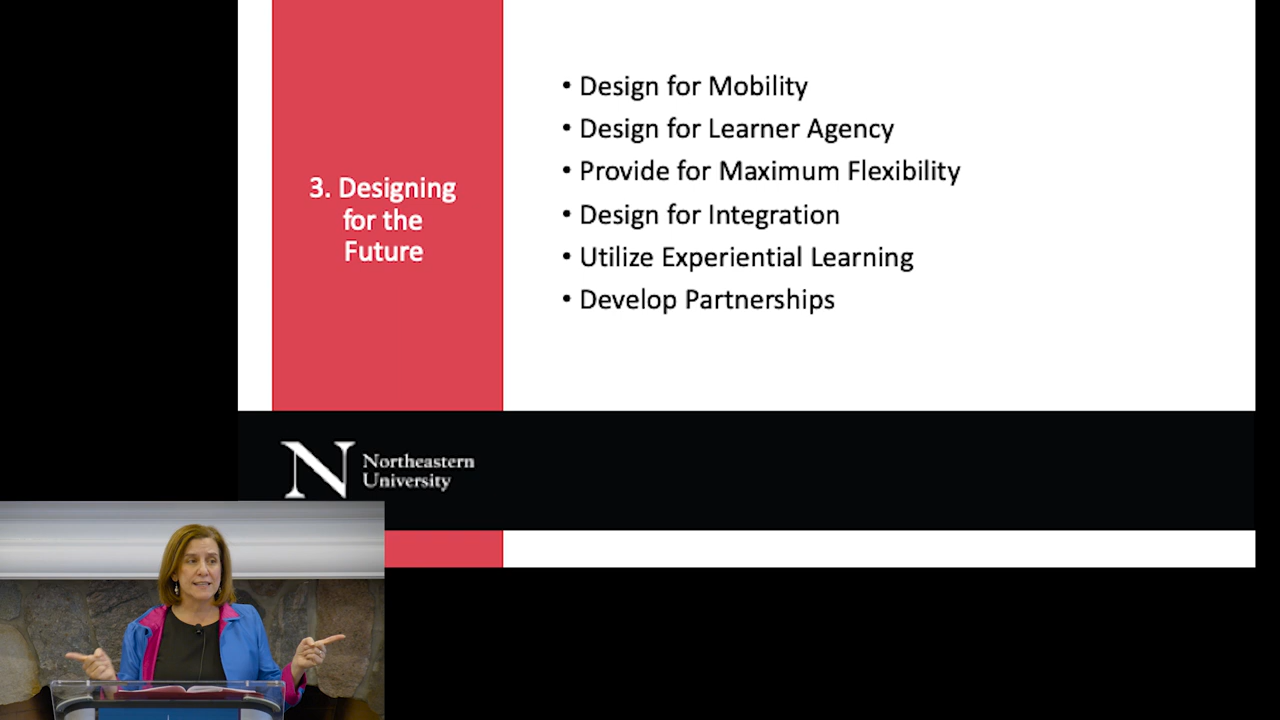 3. Designing
for the
Future
• Design for Mobility
• Design for Learner Agency
• Provide for Maximum Flexibility
• Design for Integration
• Utilize Experiential Learning
• Develop Partnerships
N Northeastern
University